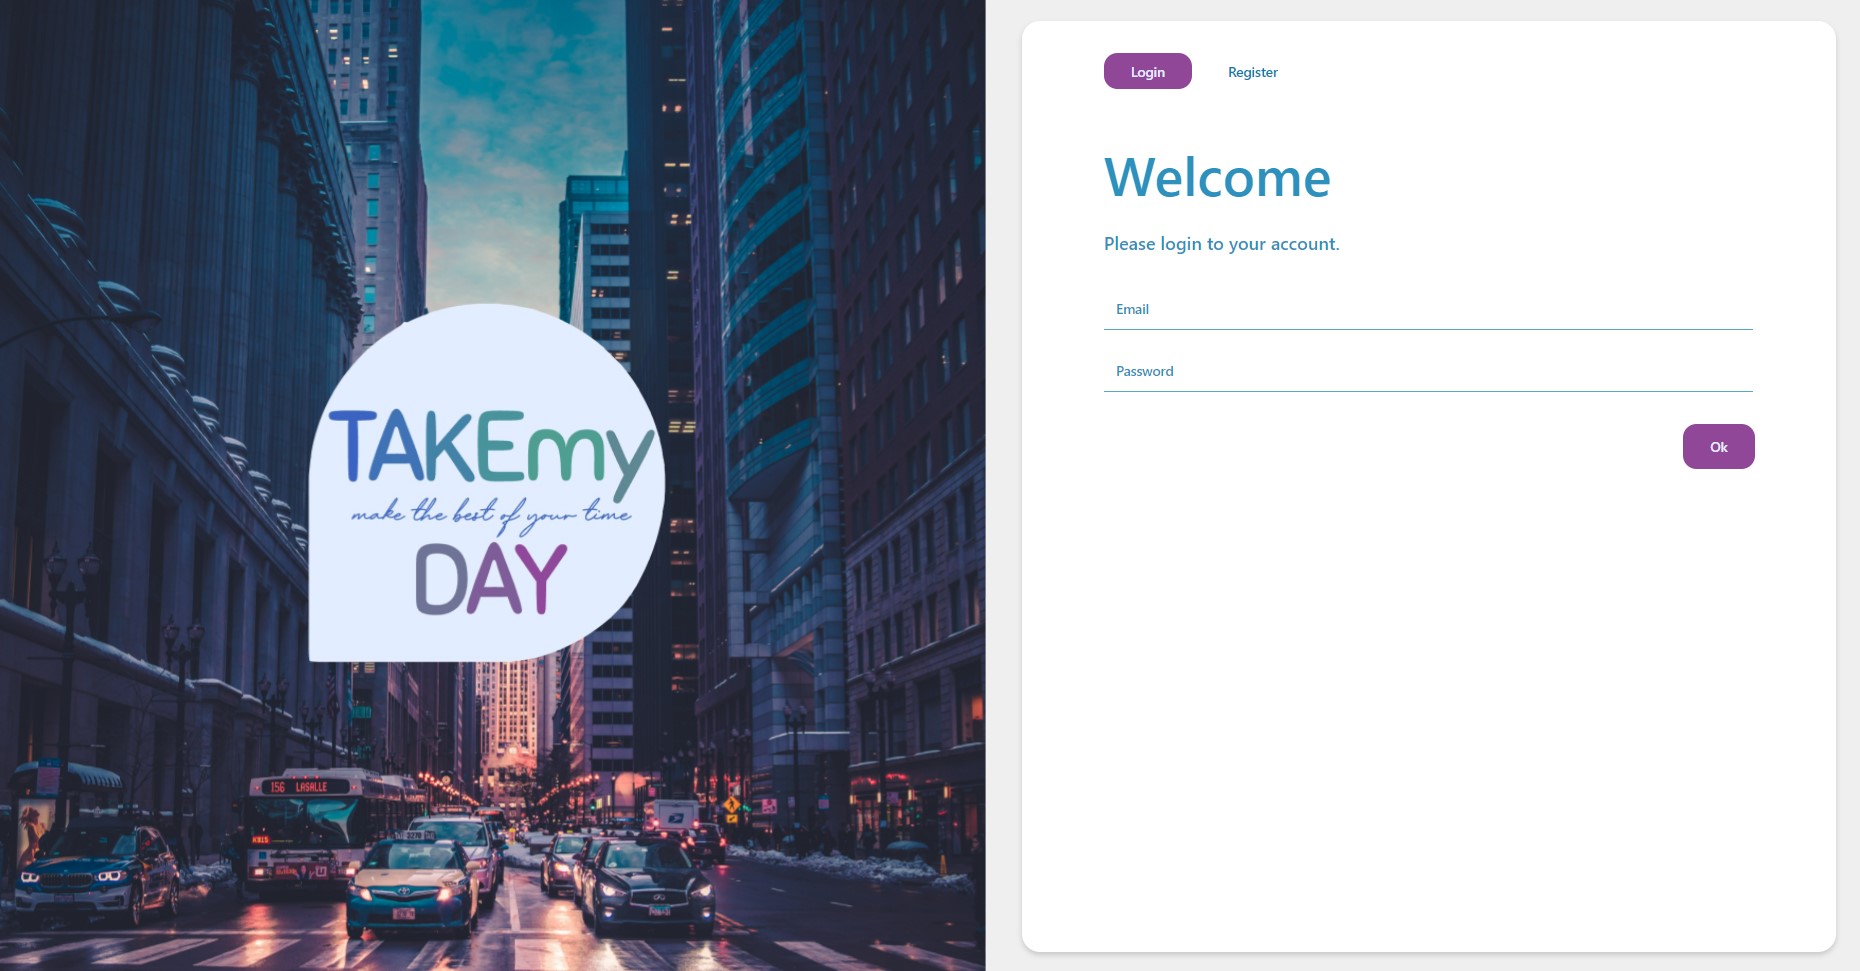 TAKEmy
make the best of your time
DAY
156 LASALLE
Login
Register
Welcome
Please login to your account.
Email
Password
Ok